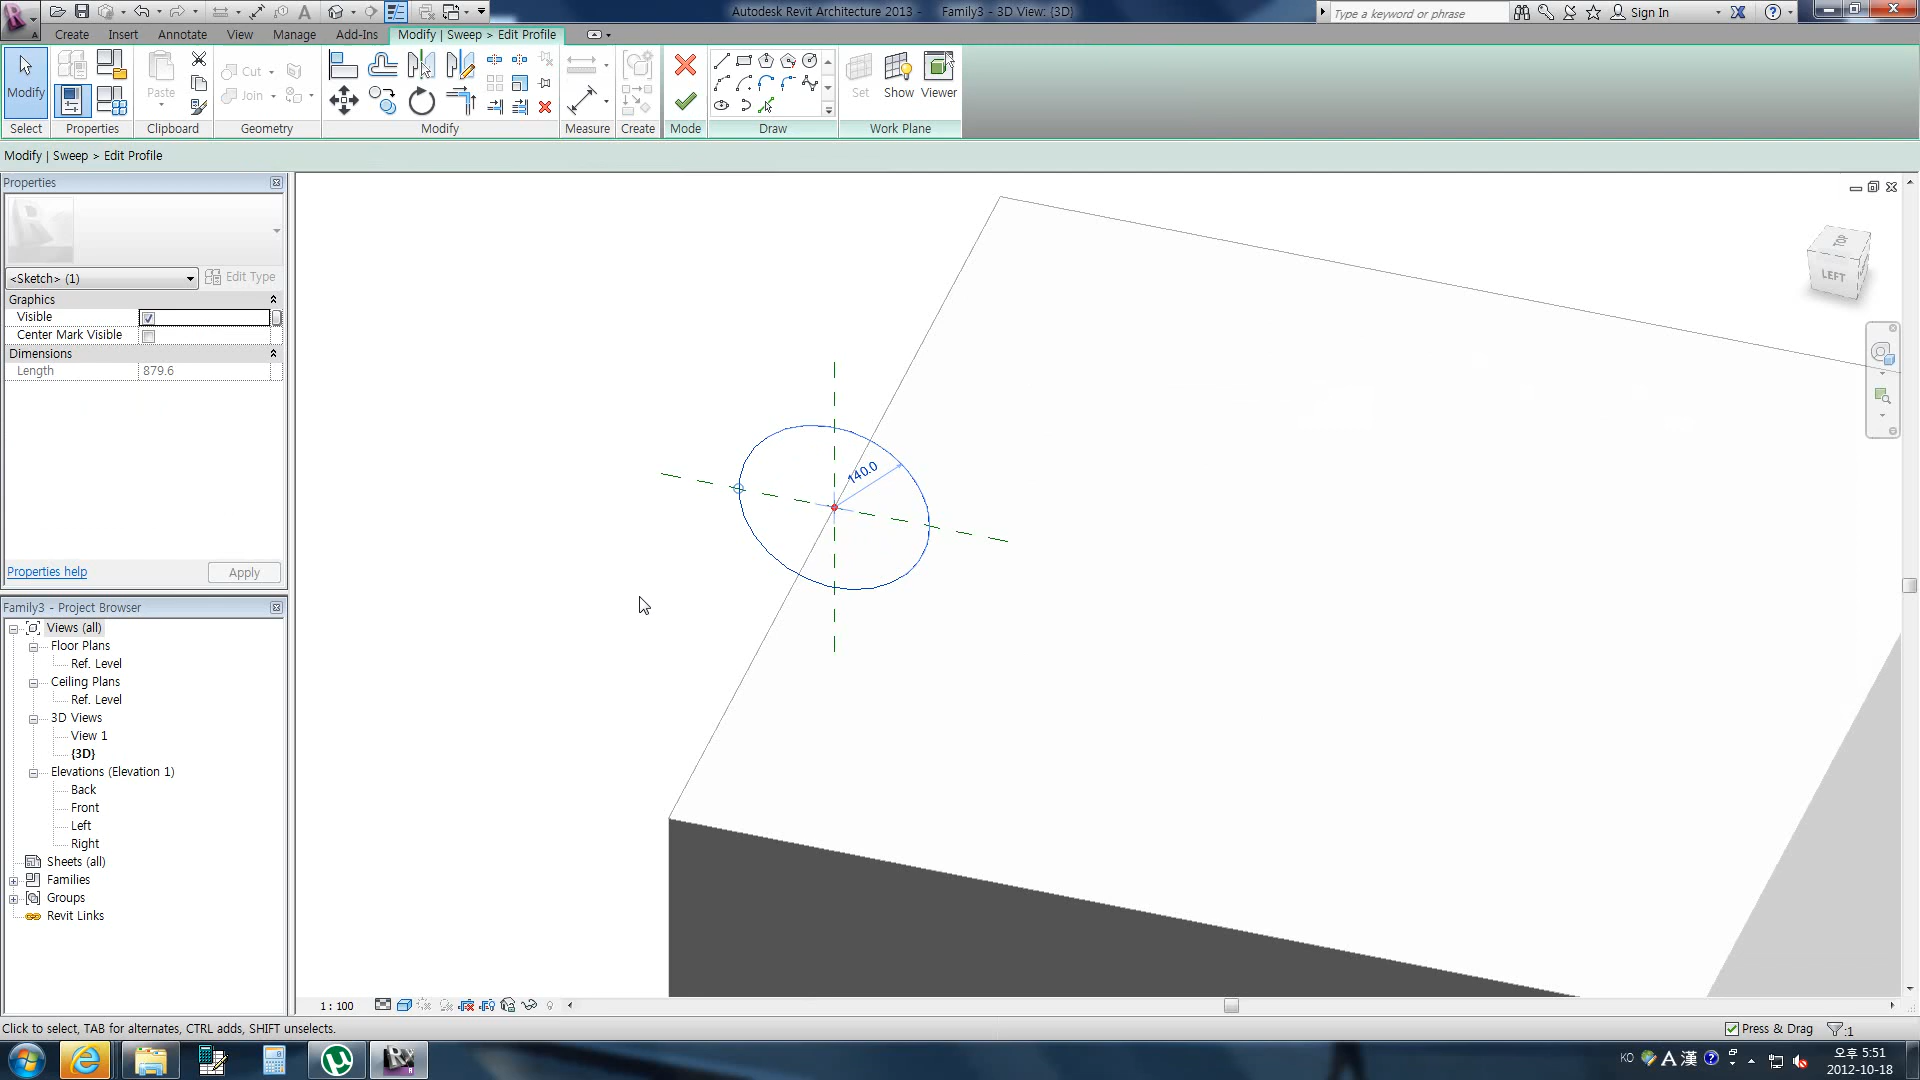 Autodesk Revit Architecture 2013 - Family3 - 3D View: {3D}
Type a keyword or phrase
Sign In
Create
Insert
Annotate
View
Manage
Add-Ins
Modify | Sweep > Edit Profile
Modify
Paste
Cut
Join
Set
Show
Viewer
Select
Properties
Clipboard
Geometry
Modify
Measure
Create
Mode
Draw
Work Plane
Modify | Sweep > Edit Profile
Properties
<Sketch> (1)
Edit Type
Graphics
Visible
Center Mark Visible
Dimensions
Length 879.6
Properties help
Apply
Family3 - Project Browser
Views (all)
Floor Plans
Ref. Level
Ceiling Plans
Ref. Level
3D Views
View 1
{3D}
Elevations (Elevation 1)
Back
Front
Left
Right
Sheets (all)
Families
Groups
Revit Links
140.0
TOP
LEFT
1 : 100
Click to select, TAB for alternates, CTRL adds, SHIFT unselects.
Press & Drag
:1
KO
A 漢
오후 5:51
2012-10-18